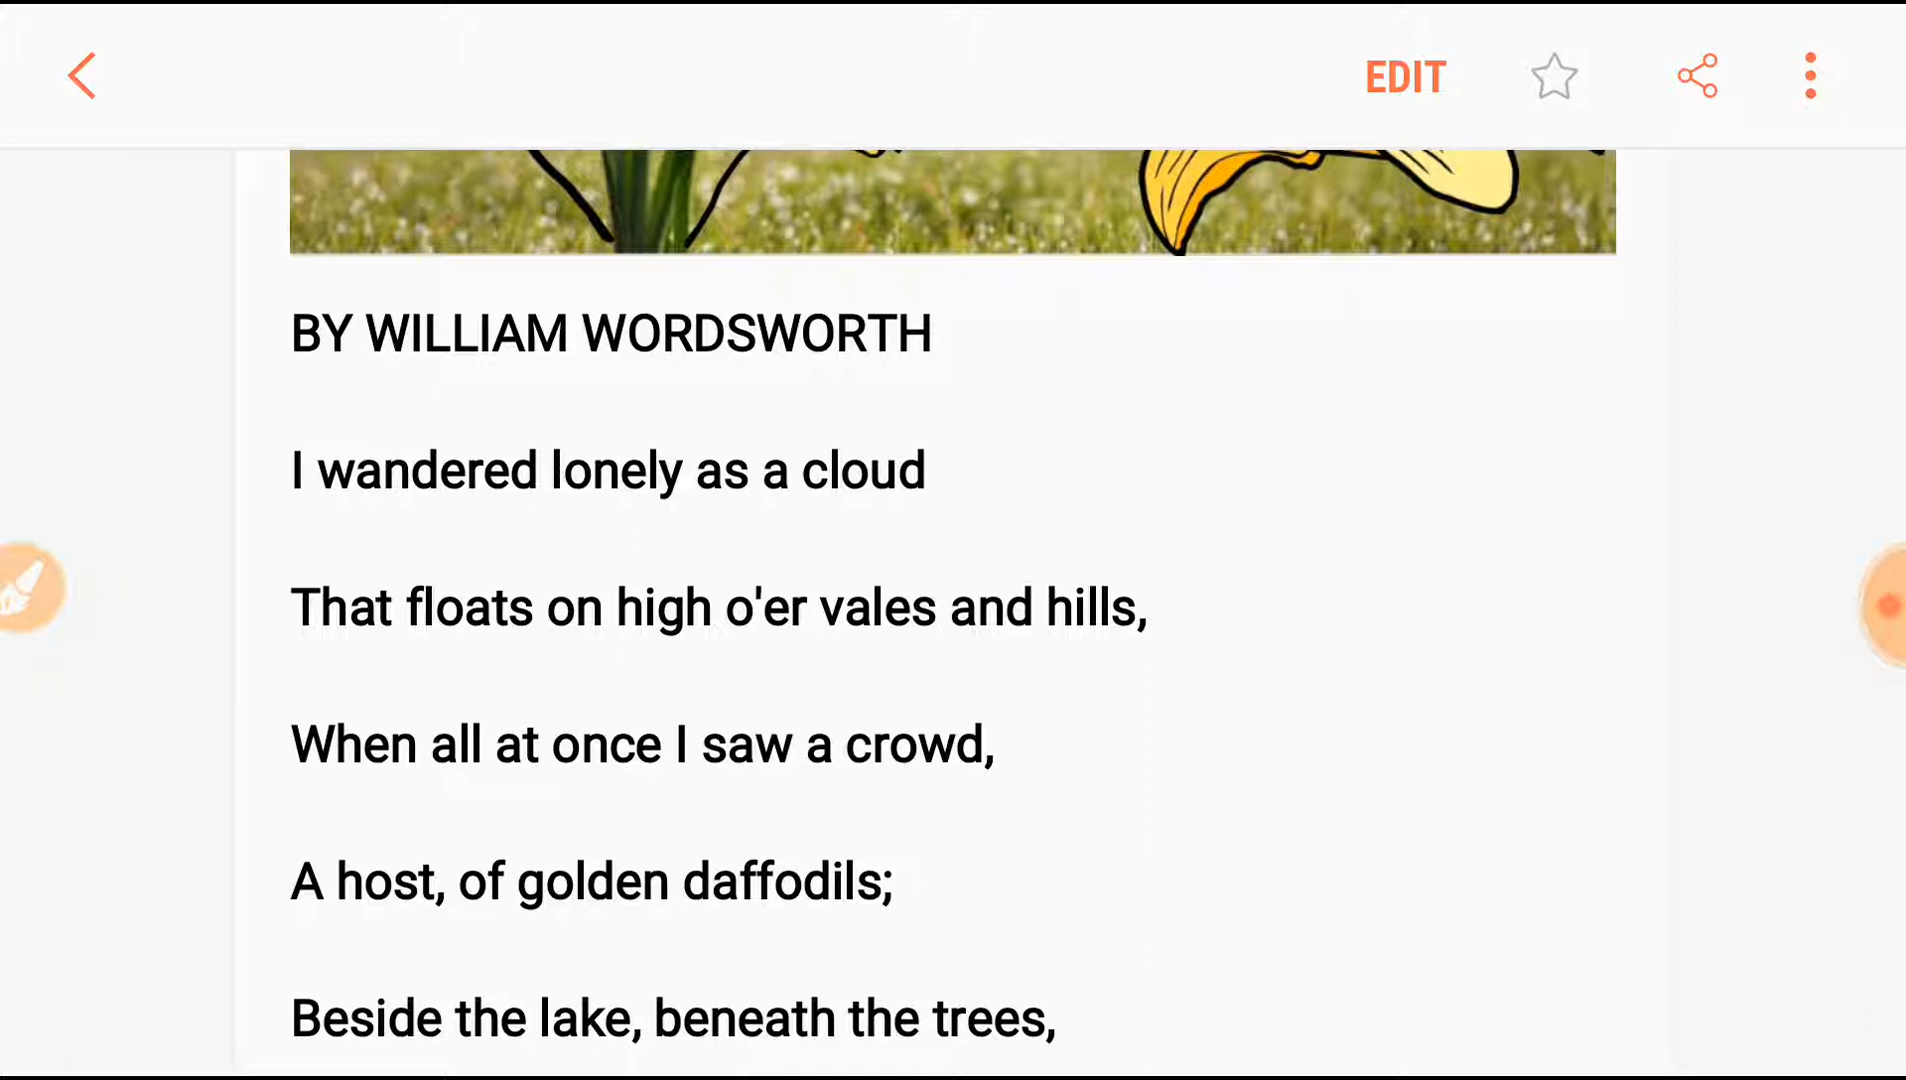 EDIT
BY WILLIAM WORDSWORTH
I wandered lonely as a cloud
That floats on high o'er vales and hills,
When all at once I saw a crowd,
A host, of golden daffodils;
Beside the lake, beneath the trees,